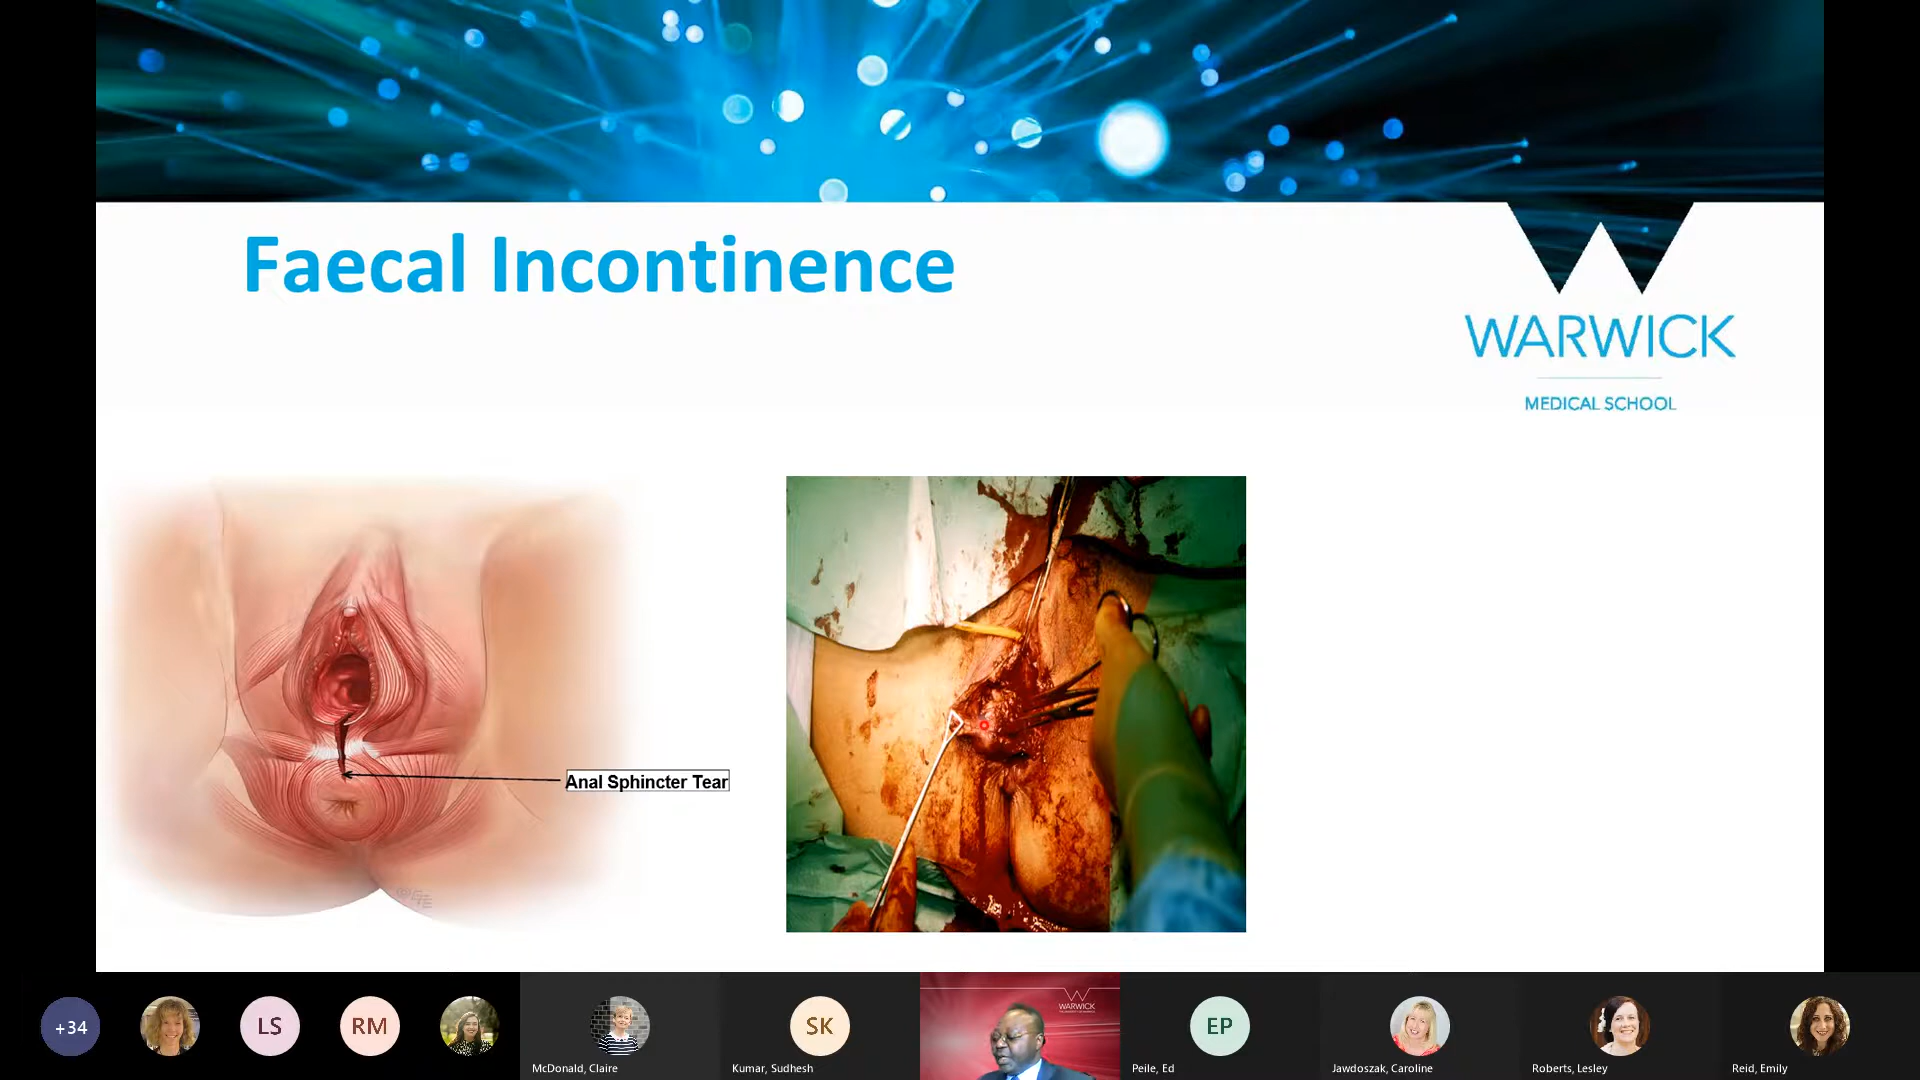 Faecal Incontinence
WARWICK
MEDICAL SCHOOL
Anal Sphincter Tear
+34
LS
RM
McDonald, Claire
SK
Kumar, Sudhesh
WARWICK
EP
Peile, Ed
Jawdoszak, Caroline
Roberts, Lesley
Reid, Emily